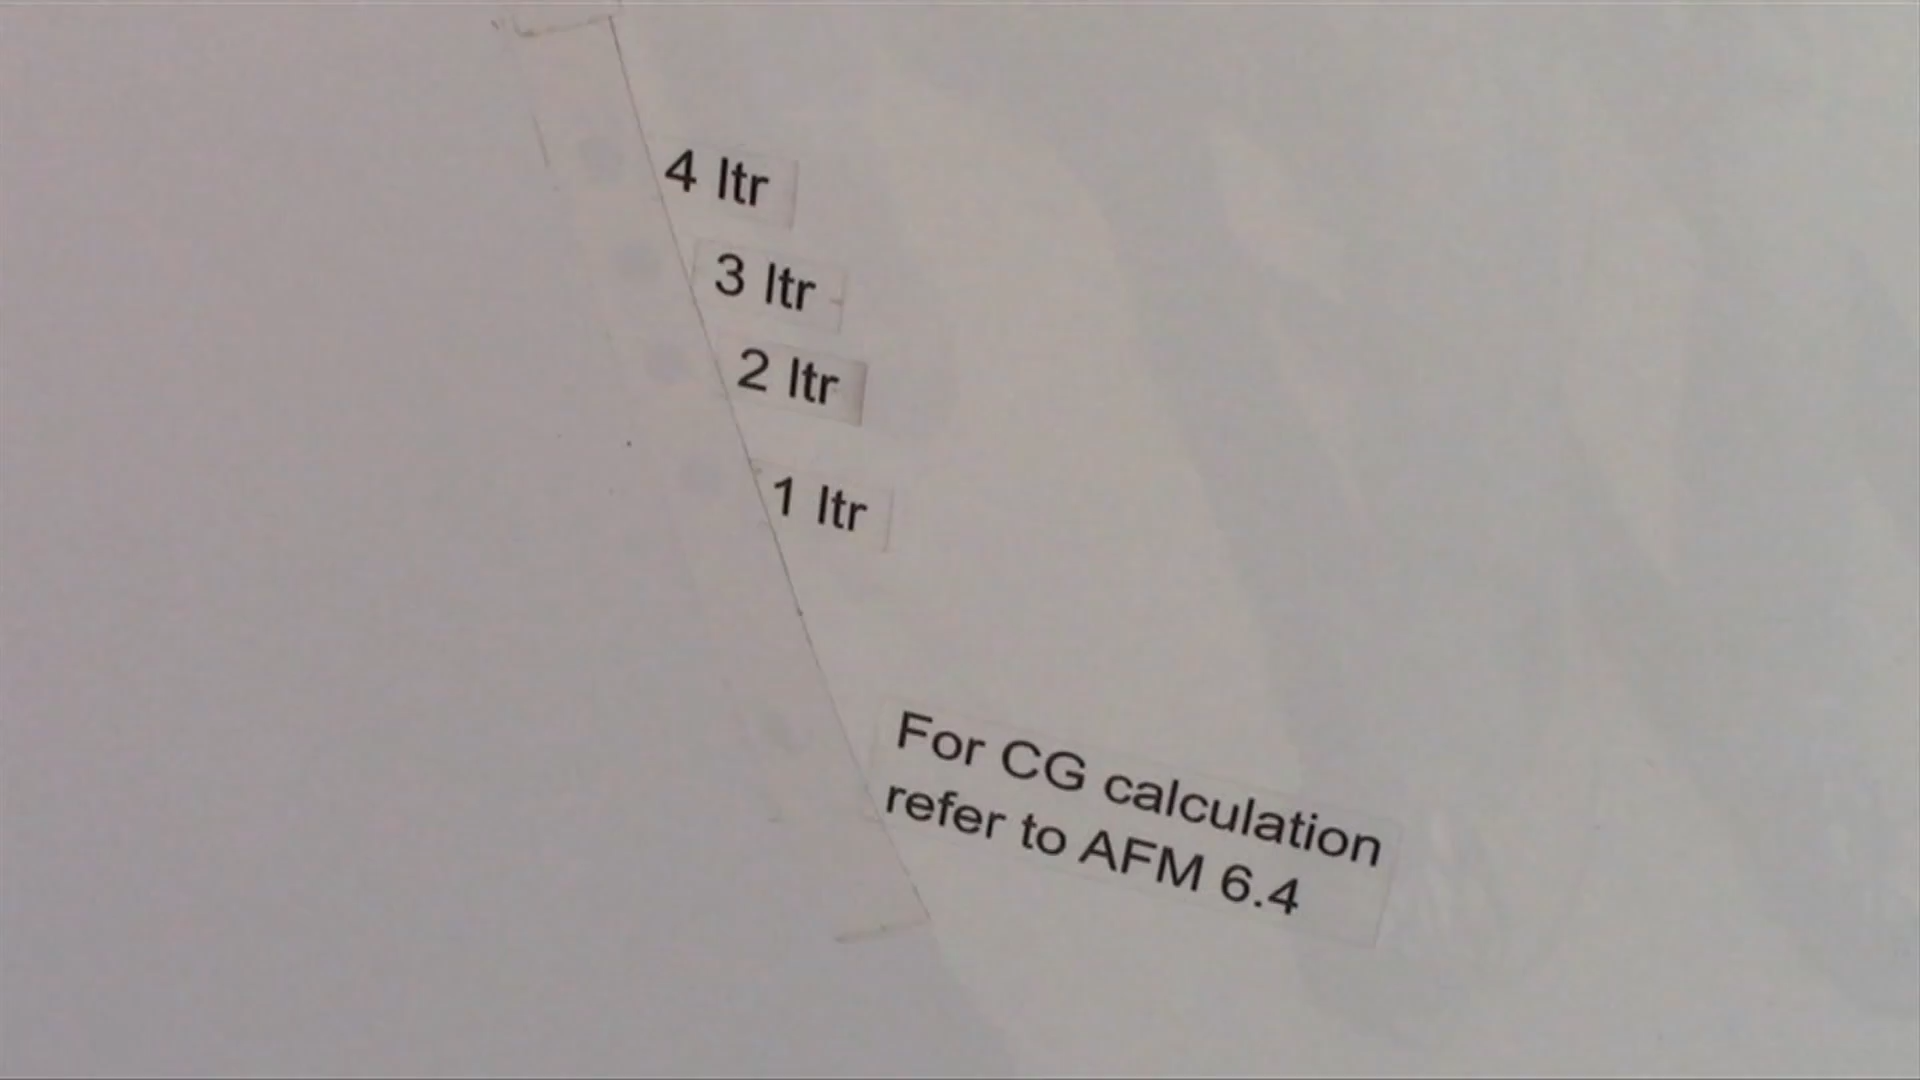 4 ltr
3 ltr
2 ltr
1 ltr
For CG calculation
refer to AFM 6.4